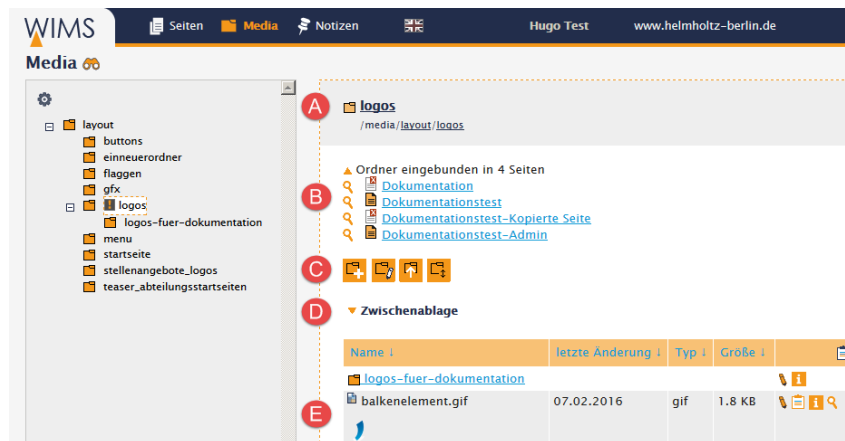 WIMS
Seiten Media Notizen Hugo Test www.helmholtz-berlin.de
Media
layout
buttons
einneuerordner
flaggen
gfx
logos
logos-fuer-dokumentation
menu
startseite
stellenangebote_logos
teaser_abteilungsstartseiten
A
logos
/media/layout/logos
Ordner eingebunden in 4 Seiten
B
Dokumentation
Dokumentationstest
Dokumentationstest-Kopierte Seite
Dokumentationstest-Admin
C
D
Zwischenablage
Name ↓ letzte Änderung ↓ Typ ↓ Größe ↓
logos-fuer-dokumentation
E
balkenelement.gif 07.02.2016 gif 1.8 KB